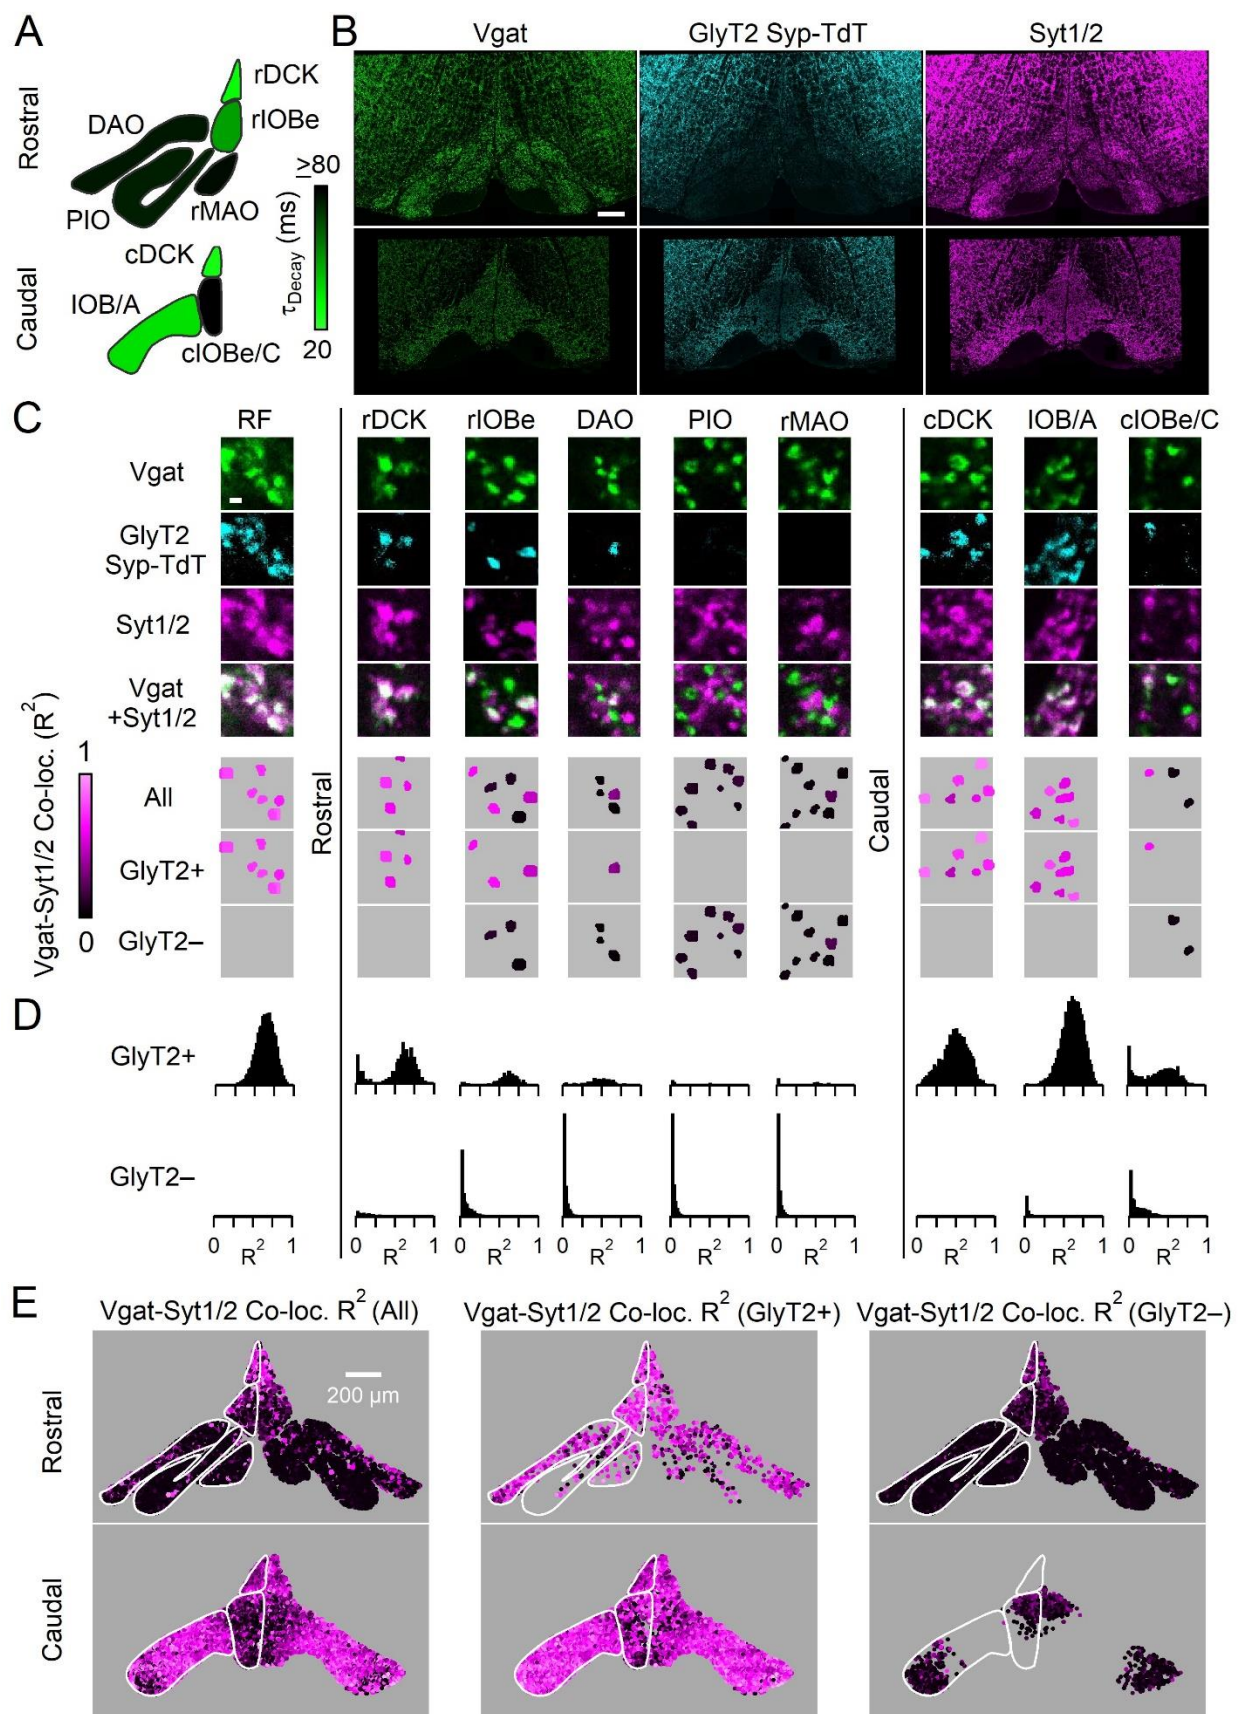 A
Rostral
DAO
rDCK
rIOBe
PIO
rMAO
≥80
τDecay (ms)
20
Caudal
cDCK
IOB/A
cIOBe/C
B
Vgat
GlyT2 Syp-TdT
Syt1/2
C
RF
rDCK
rIOBe
DAO
PIO
rMAO
cDCK
IOB/A
cIOBe/C
Vgat
GlyT2
Syp-TdT
Syt1/2
Vgat
+Syt1/2
Vgat-Syt1/2 Co-loc. (R²)
1
0
All
GlyT2+
GlyT2–
Rostral
Caudal
D
GlyT2+
GlyT2–
0 R² 1
0 R² 1
0 R² 1
0 R² 1
0 R² 1
0 R² 1
0 R² 1
0 R² 1
0 R² 1
E
Vgat-Syt1/2 Co-loc. R² (All)
Vgat-Syt1/2 Co-loc. R² (GlyT2+)
Vgat-Syt1/2 Co-loc. R² (GlyT2–)
Rostral
200 µm
Caudal